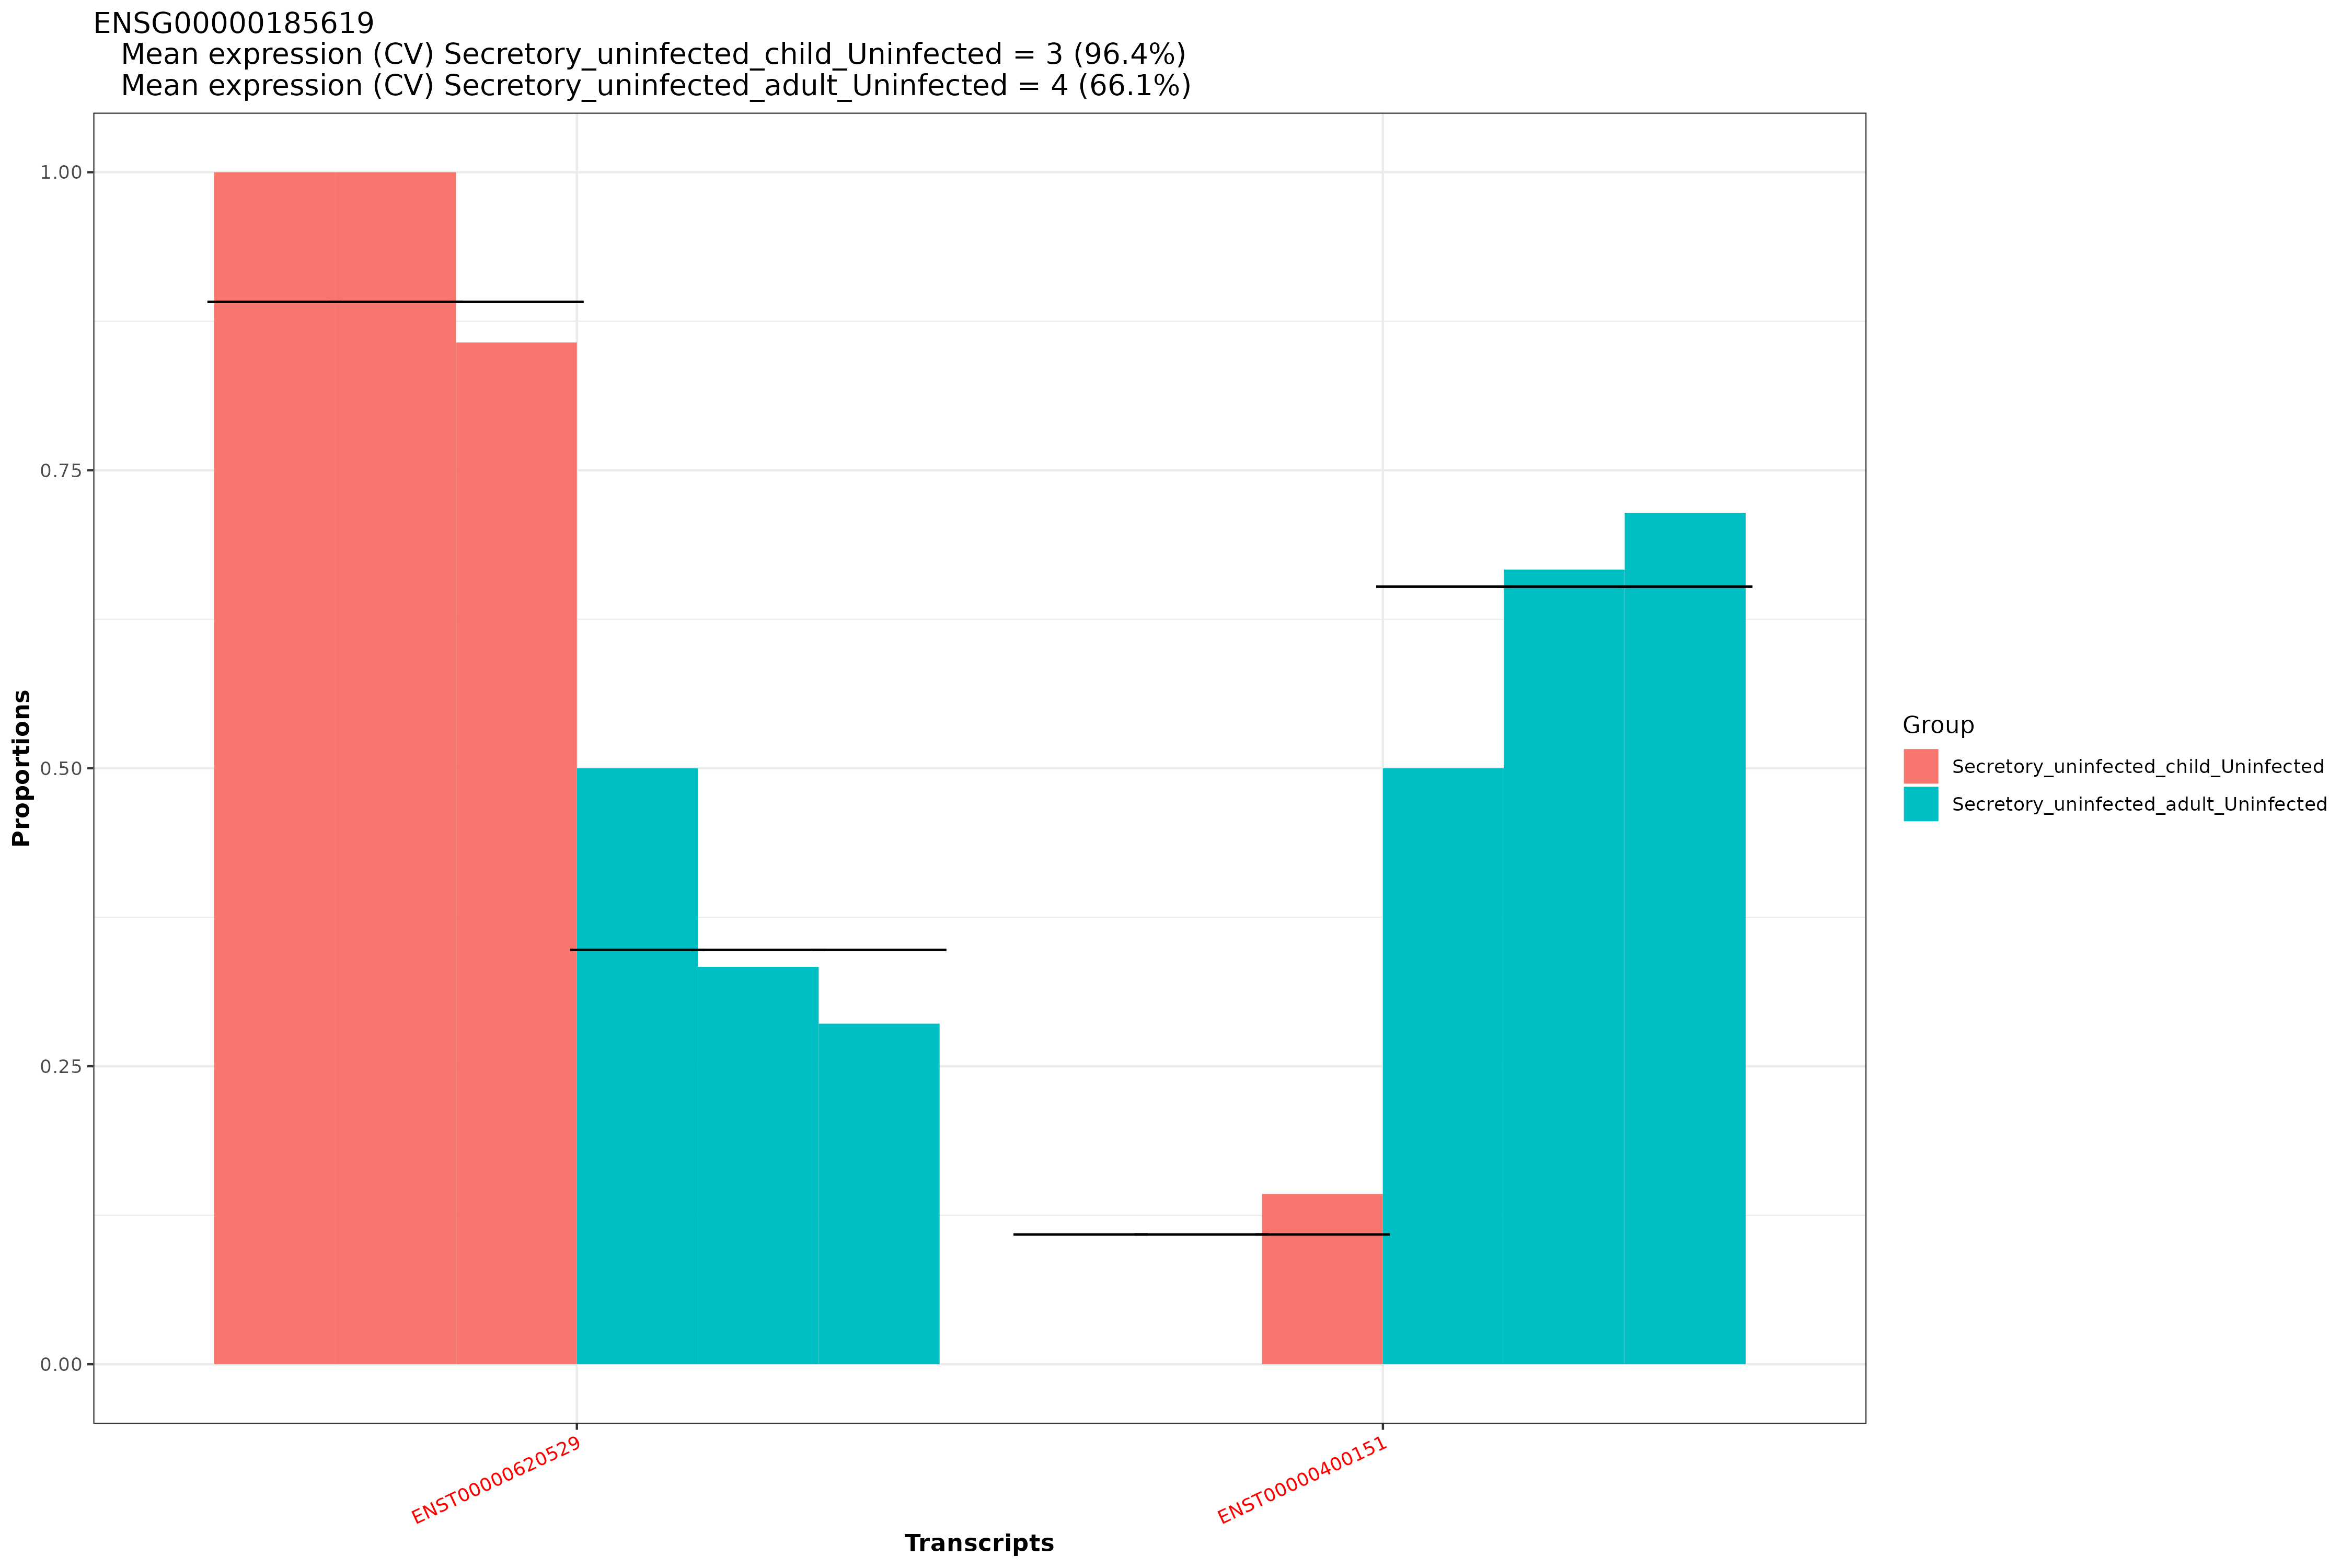 ENSG00000185619
Mean expression (CV) Secretory_uninfected_child_Uninfected = 3 (96.4%)
Mean expression (CV) Secretory_uninfected_adult_Uninfected = 4 (66.1%)
1.00
0.75
0.50
0.25
0.00
Proportions
ENST00000620529
ENST00000400151
Transcripts
Group
Secretory_uninfected_child_Uninfected
Secretory_uninfected_adult_Uninfected